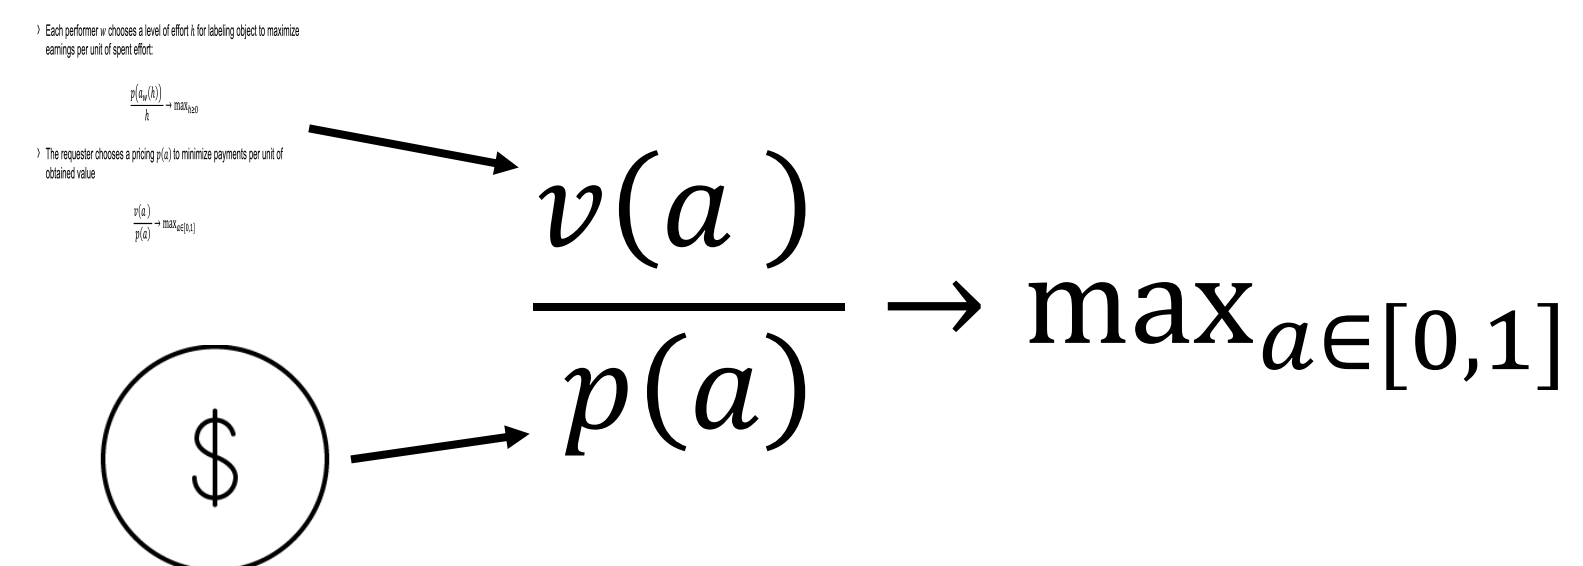 〉 Each performer w chooses a level of effort h for labeling object to maximize
earnings per unit of spent effort:
p(a_w(h))
/ h → max_{h≥0}
〉 The requester chooses a pricing p(a) to minimize payments per unit of
obtained value
v(a )
/ p(a) → max_{a∈[0,1]}
v(a )
/ p(a) → max_{a∈[0,1]}
$